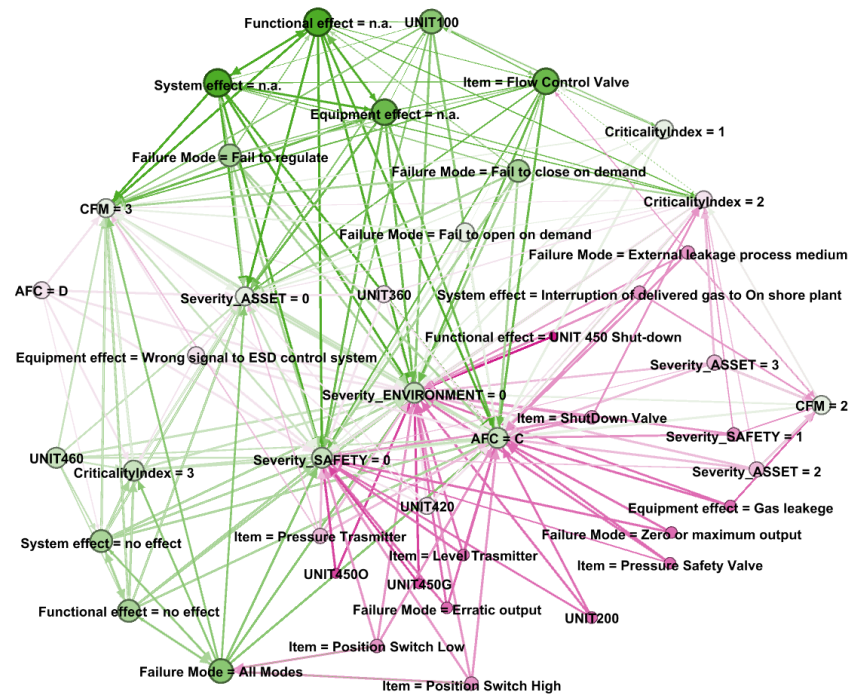 Functional effect = n.a.
UNIT100
System effect = n.a.
Item = Flow Control Valve
Equipment effect = n.a.
CriticalityIndex = 1
Failure Mode = Fail to regulate
Failure Mode = Fail to close on demand
CriticalityIndex = 2
CFM = 3
Failure Mode = Fail to open on demand
Failure Mode = External leakage process medium
AFC = D
Severity_ASSET = 0
UNIT360
System effect = Interruption of delivered gas to On shore plant
Functional effect = UNIT 450 Shut-down
Equipment effect = Wrong signal to ESD control system
Severity_ASSET = 3
Severity_ENVIRONMENT = 0
CFM = 2
Item = ShutDown Valve
AFC = C
Severity_SAFETY = 1
UNIT460
Severity_SAFETY = 0
CriticalityIndex = 3
Severity_ASSET = 2
UNIT420
Equipment effect = Gas leakege
System effect = no effect
Item = Pressure Trasmitter
Failure Mode = Zero or maximum output
Item = Level Trasmitter
Item = Pressure Safety Valve
UNIT450O
UNIT450G
Functional effect = no effect
Failure Mode = Erratic output
UNIT200
Item = Position Switch Low
Failure Mode = All Modes
Item = Position Switch High